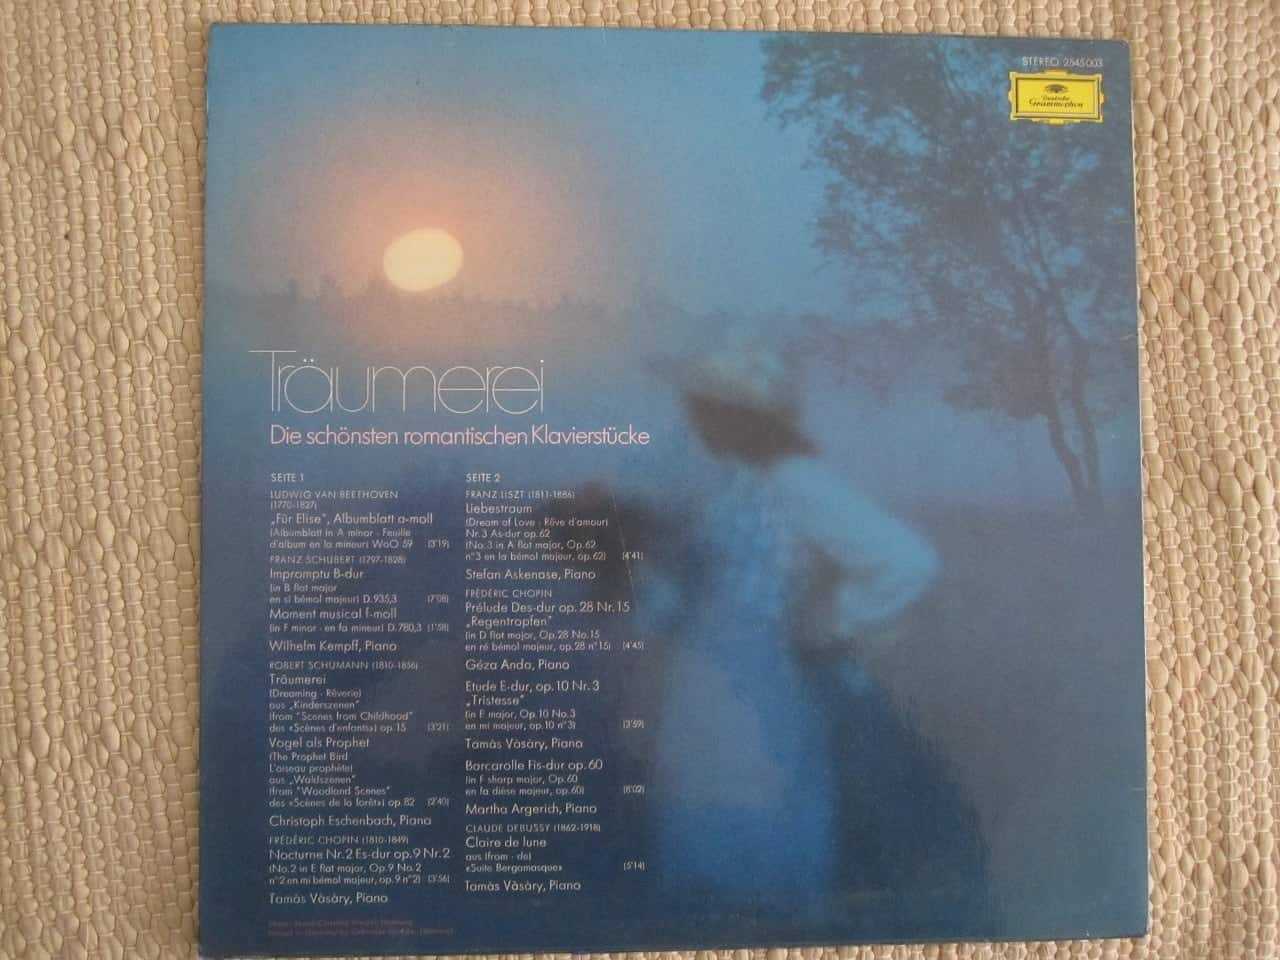 STEREO 2545003
Deutsche
Grammophon
Träumerei
Die schönsten romantischen Klavierstücke
SEITE 1
LUDWIG VAN BEETHOVEN
(1770-1827)
„Für Elise“, Albumblatt a-moll
(Albumblatt in A minor · Feuille
d'album en la mineur) WoO 59 (3'19)
FRANZ SCHUBERT (1797-1828)
Impromptu B-dur
(in B flat major
en si bémol majeur) D.935,3 (7'08)
Moment musical f-moll
(in F minor · en fa mineur) D.780,3 (1'58)
Wilhelm Kempff, Piano
ROBERT SCHUMANN (1810-1856)
Träumerei
(Dreaming · Rêverie)
aus „Kinderszenen“
(from "Scenes from Childhood"
des «Scènes d'enfants») op.15 (3'21)
Vogel als Prophet
(The Prophet Bird
L'oiseau prophète)
aus „Waldszenen“
(from "Woodland Scenes"
des «Scènes de la forêt») op.82 (2'40)
Christoph Eschenbach, Piano
FRÉDÉRIC CHOPIN (1810-1849)
Nocturne Nr.2 Es-dur op.9 Nr.2
(No.2 in E flat major, Op.9 No.2
n°2 en mi bémol majeur, op.9 n°2) (3'56)
Tamàs Vàsàry, Piano
SEITE 2
FRANZ LISZT (1811-1886)
Liebestraum
(Dream of Love · Rêve d'amour)
Nr.3 As-dur op.62
(No.3 in A flat major, Op.62
n°3 en la bémol majeur, op.62) (4'41)
Stefan Askenase, Piano
FRÉDÉRIC CHOPIN
Prélude Des-dur op.28 Nr.15
„Regentropfen“
(in D flat major, Op.28 No.15
en ré bémol majeur, op.28 n°15) (4'45)
Géza Anda, Piano
Etude E-dur, op.10 Nr.3
„Tristesse“
(in E major, Op.10 No.3
en mi majeur, op.10 n°3) (3'59)
Tamàs Vàsàry, Piano
Barcarolle Fis-dur op.60
(in F sharp major, Op.60
en fa dièse majeur, op.60) (8'02)
Martha Argerich, Piano
CLAUDE DEBUSSY (1862-1918)
Claire de lune
aus (from · de)
«Suite Bergamasque» (5'14)
Tamàs Vàsàry, Piano